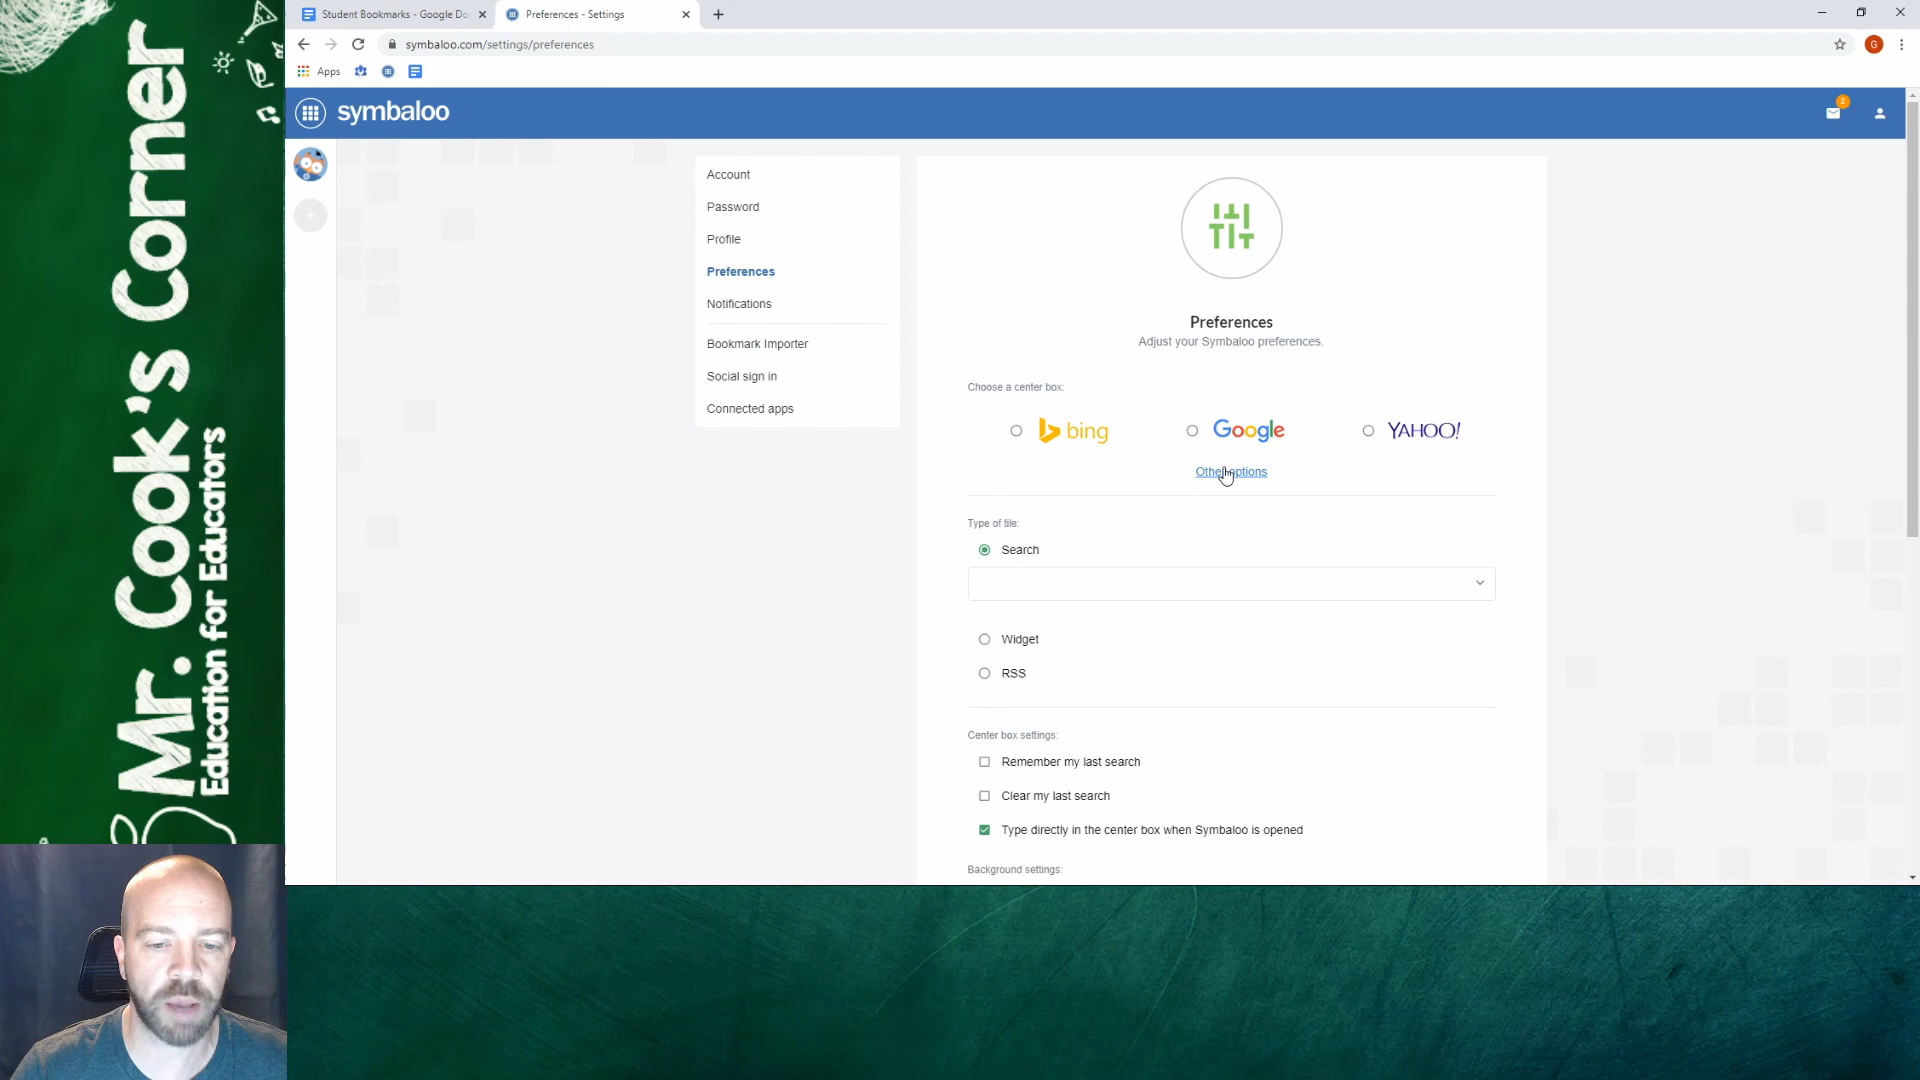 Mr. Cook's Corner
Education for Educators
Student Bookmarks - Google Do
Preferences - Settings
symbaloo.com/settings/preferences
G
Apps
symbaloo
2
Account
Password
Profile
Preferences
Notifications
Bookmark Importer
Social sign in
Connected apps
Preferences
Adjust your Symbaloo preferences.
Choose a center box:
bing
Google
YAHOO!
Other options
Type of tile:
Search
Widget
RSS
Center box settings:
Remember my last search
Clear my last search
Type directly in the center box when Symbaloo is opened
Background settings: